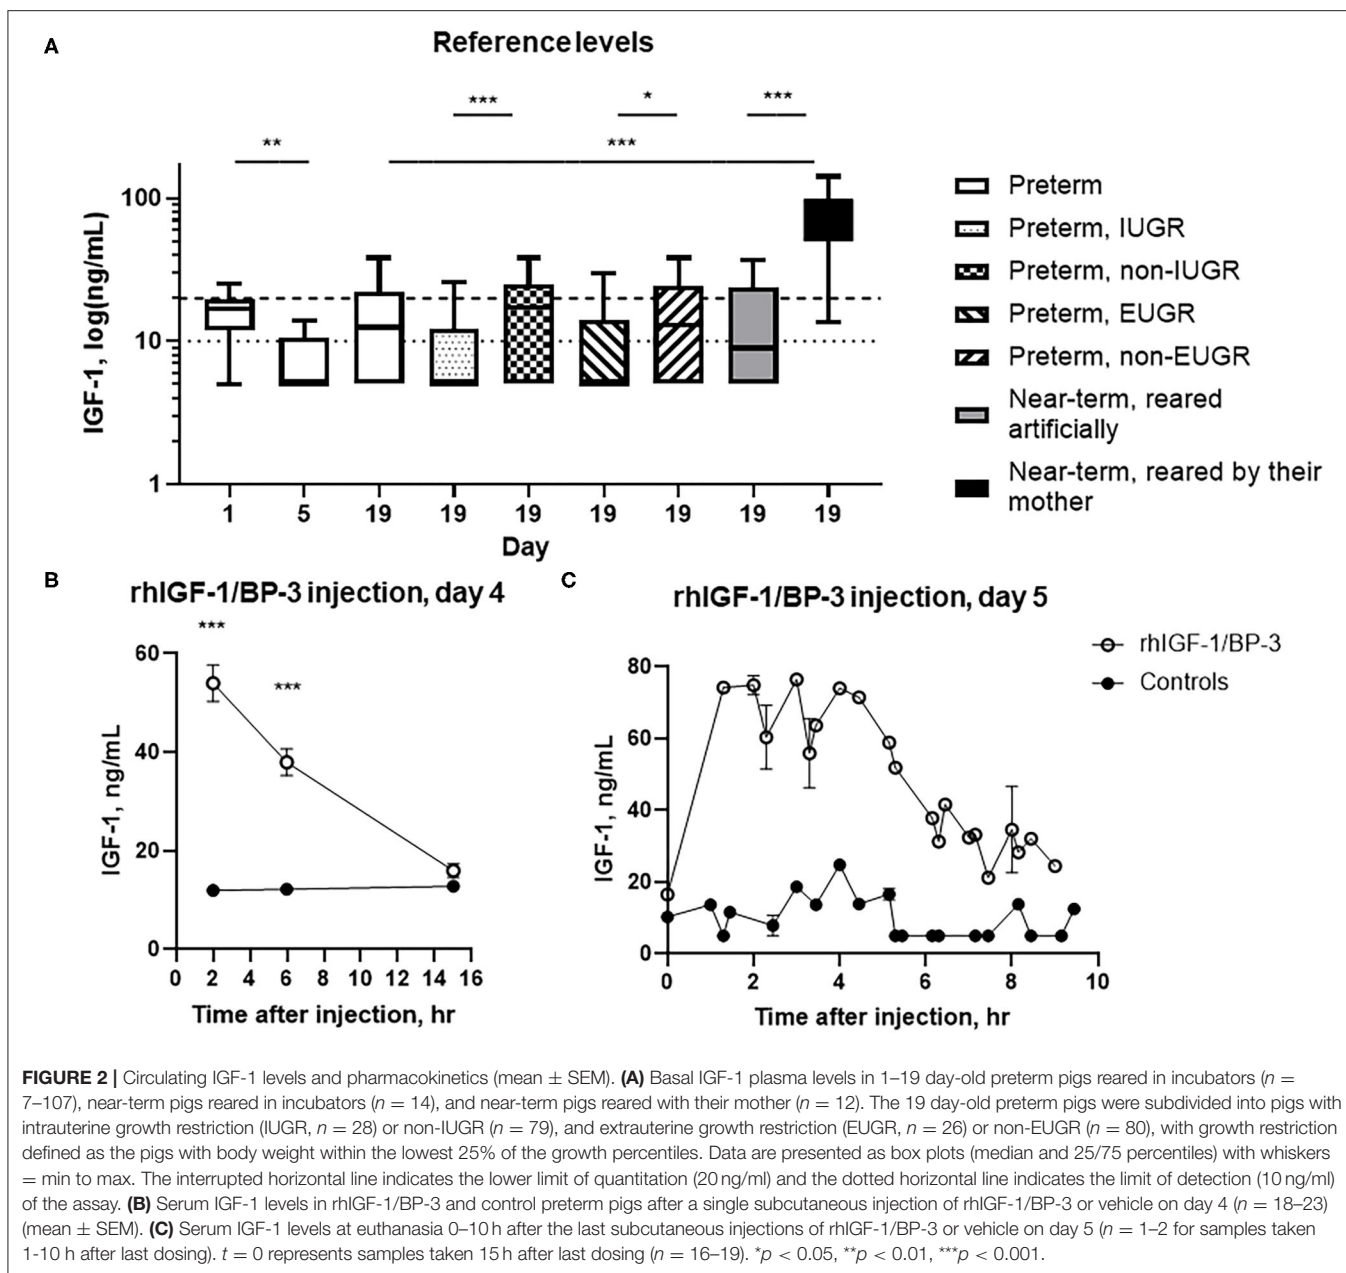 A
Reference levels
***
*
***
**
***
100
10
1
IGF-1, log(ng/mL)
1 5 19 19 19 19 19 19 19
Day
Preterm
Preterm, IUGR
Preterm, non-IUGR
Preterm, EUGR
Preterm, non-EUGR
Near-term, reared
artificially
Near-term, reared by their
mother
B
rhIGF-1/BP-3 injection, day 4
***
***
60
40
20
0
IGF-1, ng/mL
0 2 4 6 8 10 12 14 16
Time after injection, hr
C
rhIGF-1/BP-3 injection, day 5
80
60
40
20
0
IGF-1, ng/mL
0 2 4 6 8 10
Time after injection, hr
rhIGF-1/BP-3
Controls
FIGURE 2 | Circulating IGF-1 levels and pharmacokinetics (mean ± SEM). (A) Basal IGF-1 plasma levels in 1–19 day-old preterm pigs reared in incubators (n =
7–107), near-term pigs reared in incubators (n = 14), and near-term pigs reared with their mother (n = 12). The 19 day-old preterm pigs were subdivided into pigs with
intrauterine growth restriction (IUGR, n = 28) or non-IUGR (n = 79), and extrauterine growth restriction (EUGR, n = 26) or non-EUGR (n = 80), with growth restriction
defined as the pigs with body weight within the lowest 25% of the growth percentiles. Data are presented as box plots (median and 25/75 percentiles) with whiskers
= min to max. The interrupted horizontal line indicates the lower limit of quantitation (20 ng/ml) and the dotted horizontal line indicates the limit of detection (10 ng/ml)
of the assay. (B) Serum IGF-1 levels in rhIGF-1/BP-3 and control preterm pigs after a single subcutaneous injection of rhIGF-1/BP-3 or vehicle on day 4 (n = 18–23)
(mean ± SEM). (C) Serum IGF-1 levels at euthanasia 0–10 h after the last subcutaneous injections of rhIGF-1/BP-3 or vehicle on day 5 (n = 1–2 for samples taken
1-10 h after last dosing). t = 0 represents samples taken 15 h after last dosing (n = 16–19). *p < 0.05, **p < 0.01, ***p < 0.001.